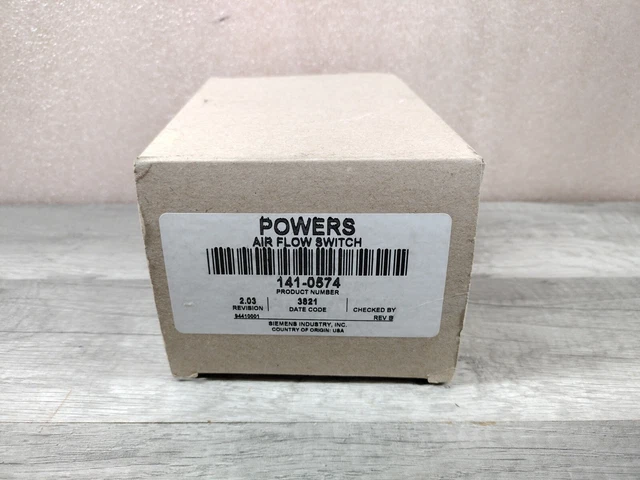 POWERS
AIR FLOW SWITCH
141-0574
PRODUCT NUMBER
2.03 3821
REVISION DATE CODE CHECKED BY
94410001 REV B
SIEMENS INDUSTRY, INC.
COUNTRY OF ORIGIN: USA